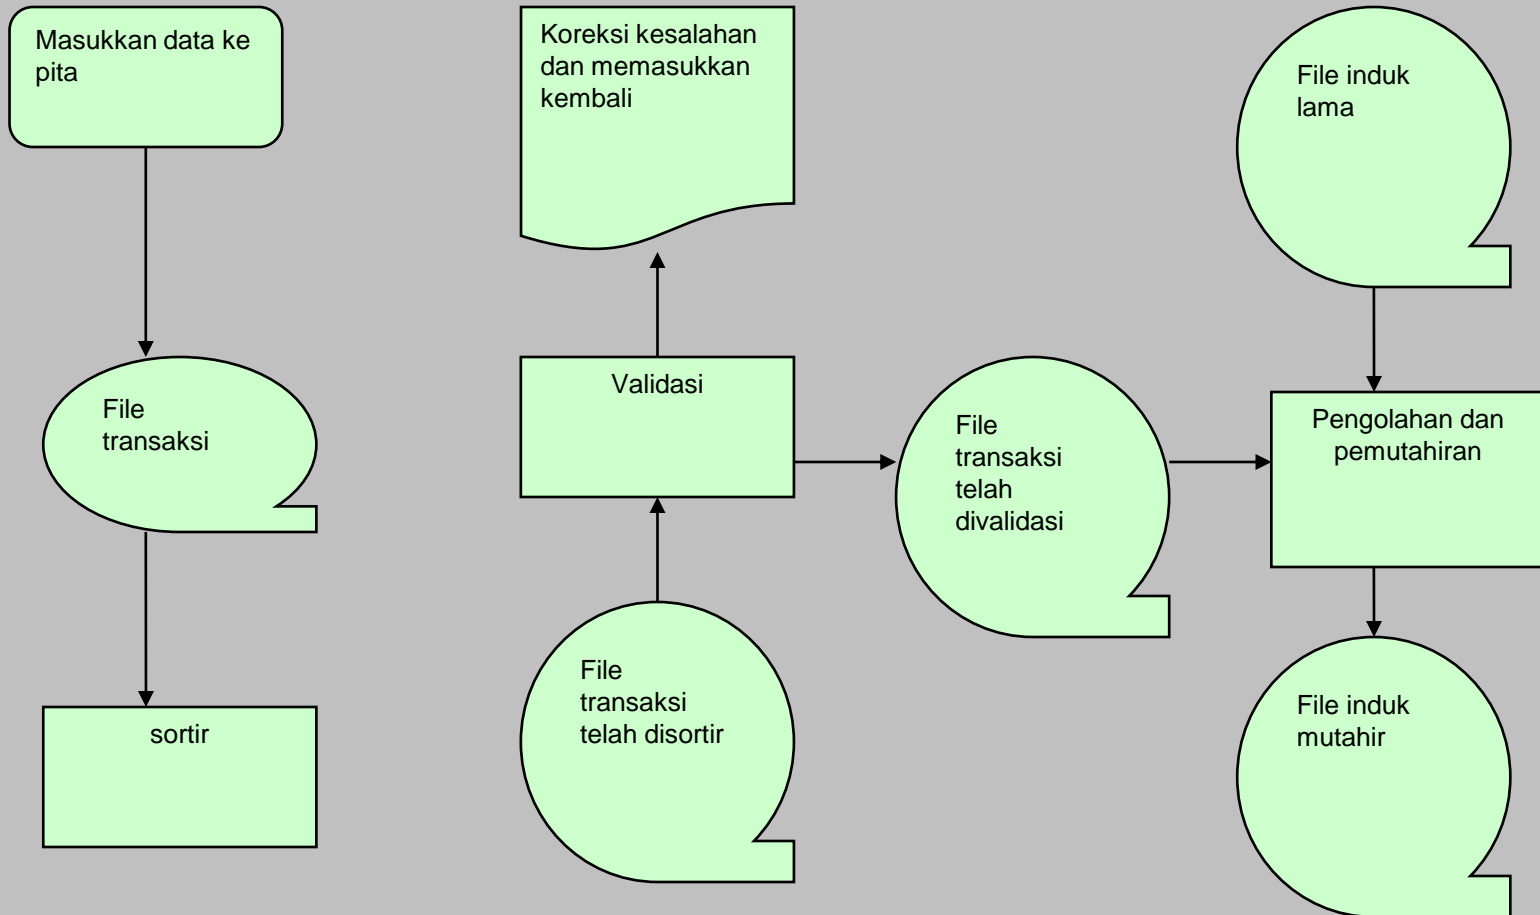 Masukkan data ke
pita
File
transaksi
sortir
Koreksi kesalahan
dan memasukkan
kembali
Validasi
File
transaksi
telah disortir
File
transaksi
telah
divalidasi
File induk
lama
Pengolahan dan
pemutahiran
File induk
mutahir